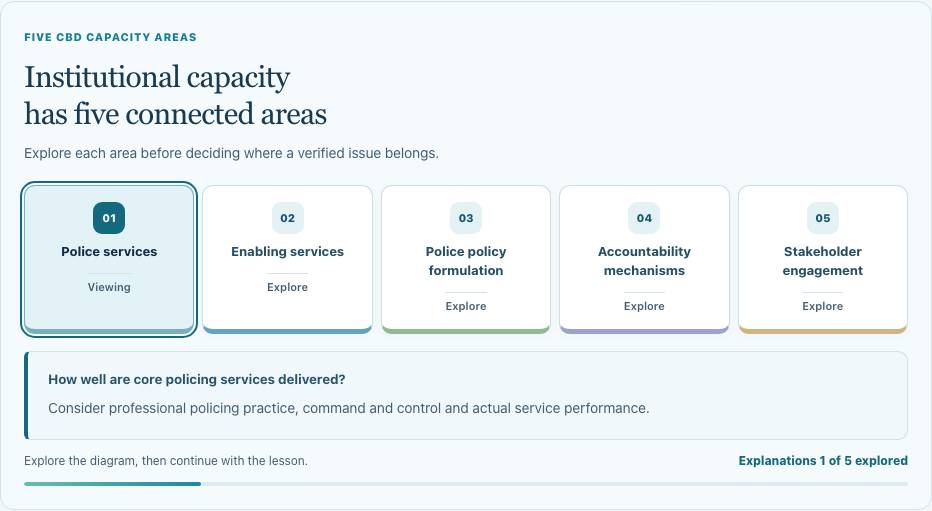 FIVE CBD CAPACITY AREAS
Institutional capacity
has five connected areas
Explore each area before deciding where a verified issue belongs.
01
Police services
Viewing
02
Enabling services
Explore
03
Police policy
formulation
Explore
04
Accountability
mechanisms
Explore
05
Stakeholder
engagement
Explore
How well are core policing services delivered?
Consider professional policing practice, command and control and actual service performance.
Explore the diagram, then continue with the lesson.
Explanations 1 of 5 explored